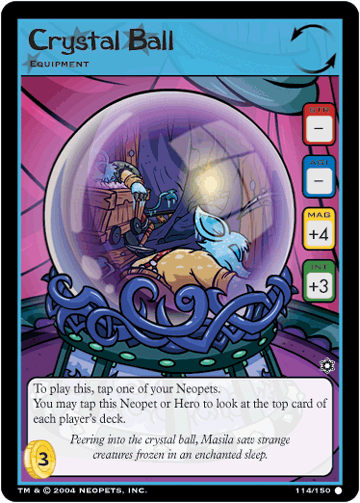 Crystal Ball
EQUIPMENT
STR
–
AGI
–
MAG
+4
INT
+3
To play this, tap one of your Neopets.
You may tap this Neopet or Hero to look at the top card of
each player's deck.
Peering into the crystal ball, Masila saw strange
creatures frozen in an enchanted sleep.
3
TM & © 2004 NEOPETS, INC.
114/150